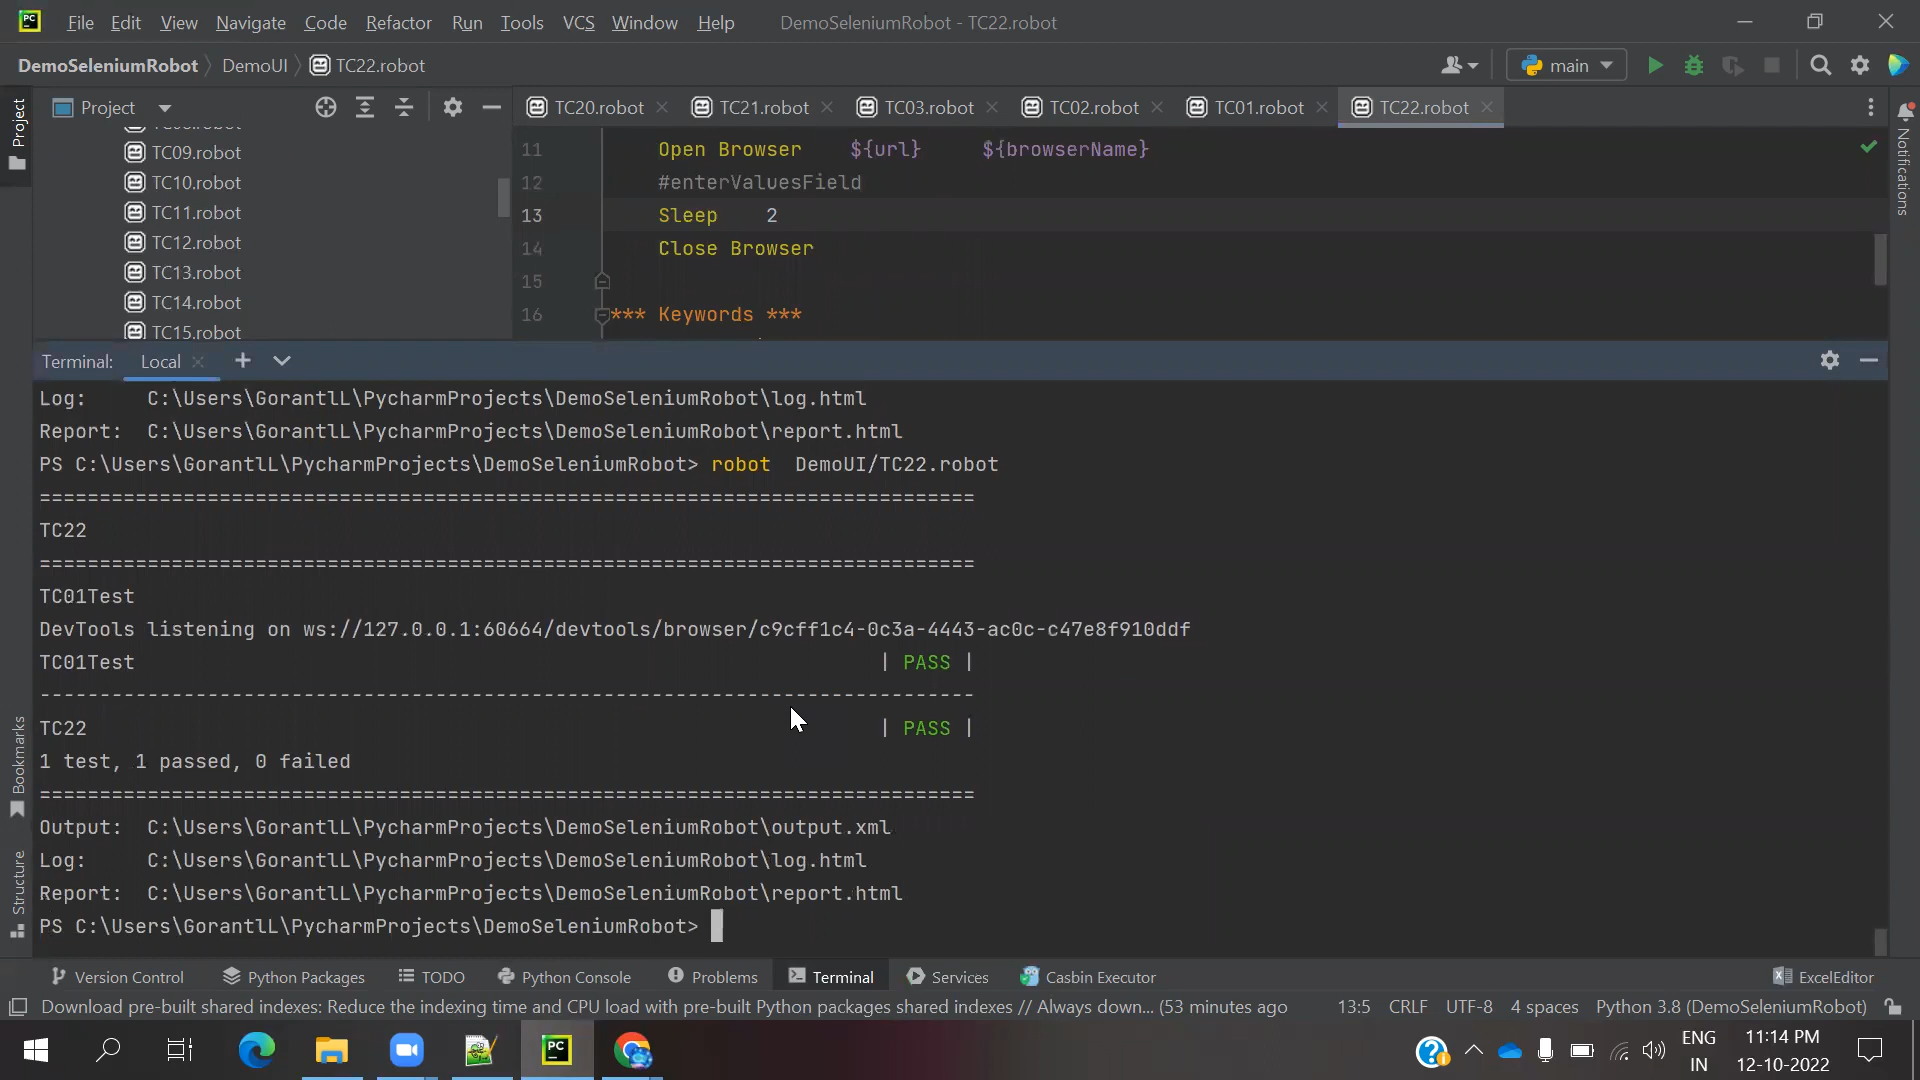 PC File Edit View Navigate Code Refactor Run Tools VCS Window Help DemoSeleniumRobot - TC22.robot
DemoSeleniumRobot DemoUI TC22.robot main
Project
Project
TC20.robot TC21.robot TC03.robot TC02.robot TC01.robot TC22.robot
TC09.robot
TC10.robot
TC11.robot
TC12.robot
TC13.robot
TC14.robot
TC15.robot
11 Open Browser ${url} ${browserName}
12 #enterValuesField
13 Sleep 2
14 Close Browser
15
16 *** Keywords ***
Notifications
Terminal: Local
Log: C:\Users\GorantlL\PycharmProjects\DemoSeleniumRobot\log.html
Report: C:\Users\GorantlL\PycharmProjects\DemoSeleniumRobot\report.html
PS C:\Users\GorantlL\PycharmProjects\DemoSeleniumRobot> robot DemoUI/TC22.robot
==============================================================================
TC22
==============================================================================
TC01Test
DevTools listening on ws://127.0.0.1:60664/devtools/browser/c9cff1c4-0c3a-4443-ac0c-c47e8f910ddf
TC01Test | PASS |
------------------------------------------------------------------------------
TC22 | PASS |
1 test, 1 passed, 0 failed
==============================================================================
Output: C:\Users\GorantlL\PycharmProjects\DemoSeleniumRobot\output.xml
Log: C:\Users\GorantlL\PycharmProjects\DemoSeleniumRobot\log.html
Report: C:\Users\GorantlL\PycharmProjects\DemoSeleniumRobot\report.html
PS C:\Users\GorantlL\PycharmProjects\DemoSeleniumRobot>
Bookmarks
Structure
Version Control Python Packages TODO Python Console Problems Terminal Services Casbin Executor ExcelEditor
Download pre-built shared indexes: Reduce the indexing time and CPU load with pre-built Python packages shared indexes // Always down... (53 minutes ago 13:5 CRLF UTF-8 4 spaces Python 3.8 (DemoSeleniumRobot)
PC
ENG
IN
11:14 PM
12-10-2022